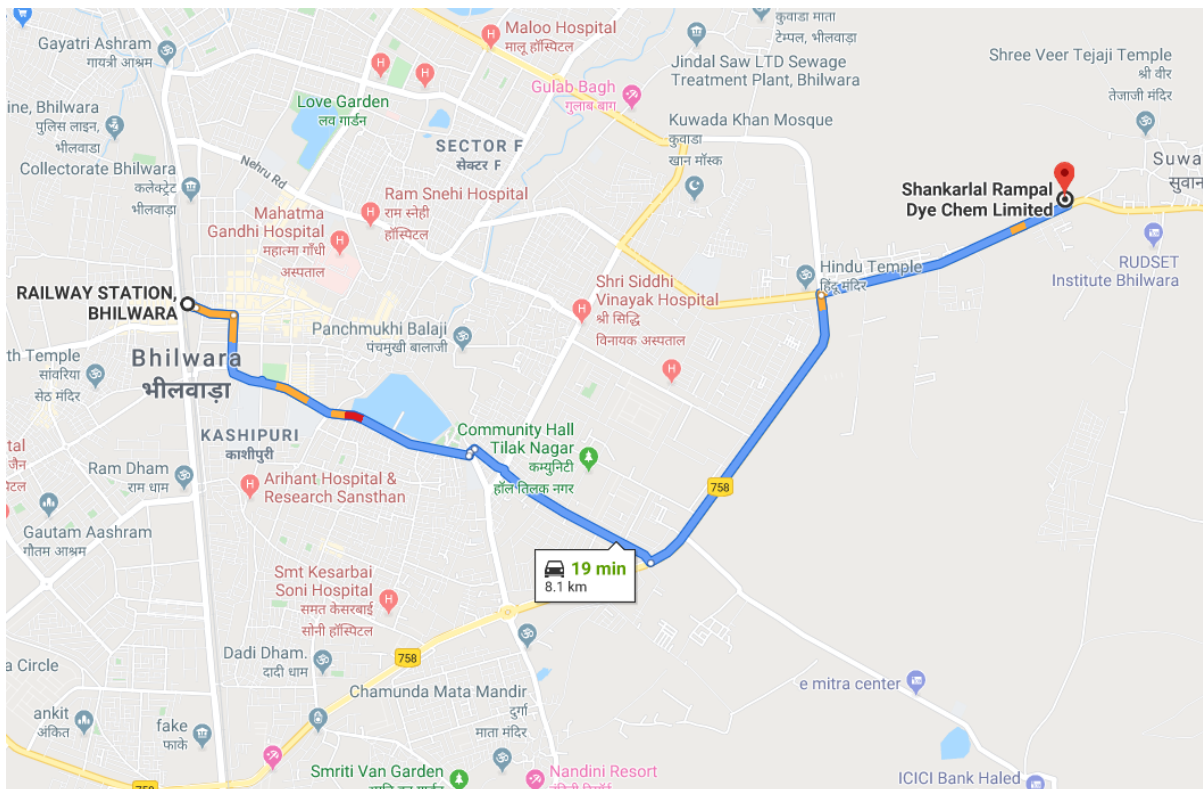 Gayatri Ashram
गायत्री आश्रम
Maloo Hospital
मालू हॉस्पिटल
कुवाडा माता
टेम्पल, भीलवाड़ा
Jindal Saw LTD Sewage
Treatment Plant, Bhilwara
Shree Veer Tejaji Temple
श्री वीर
तेजाजी मंदिर
Gulab Bagh
गुलाब बाग
Love Garden
लव गार्डन
ine, Bhilwara
पुलिस लाइन,
भीलवाड़ा
Kuwada Khan Mosque
कुवाडा
खान मॉस्क
SECTOR F
सेक्टर F
Nehru Rd
Collectorate Bhilwara
कलेक्ट्रेट
भीलवाड़ा
Suwa
सुवान
Ram Snehi Hospital
राम स्नेही
हॉस्पिटल
Shankarlal Rampal
Dye Chem Limited
Mahatma
Gandhi Hospital
महात्मा गाँधी
अस्पताल
RUDSET
Institute Bhilwara
Hindu Temple
हिंदू मंदिर
Shri Siddhi
Vinayak Hospital
श्री सिद्धि
विनायक अस्पताल
RAILWAY STATION,
BHILWARA
Panchmukhi Balaji
पंचमुखी बालाजी
Bhilwara
भीलवाड़ा
th Temple
सांवरिया
सेठ मंदिर
KASHIPURI
काशीपुरी
Community Hall
Tilak Nagar
कम्युनिटी
हॉल तिलक नगर
ital
जैन
पिटल
Ram Dham
राम धाम
Arihant Hospital &
Research Sansthan
758
Gautam Aashram
गौतम आश्रम
19 min
8.1 km
Smt Kesarbai
Soni Hospital
समत केसरबाई
सोनी हॉस्पिटल
a Circle
Dadi Dham.
दादी धाम
758
Chamunda Mata Mandir
दुर्गा
माता मंदिर
e mitra center
ankit
अंकित
fake
फाके
Smriti Van Garden
Nandini Resort
ICICI Bank Haled
758